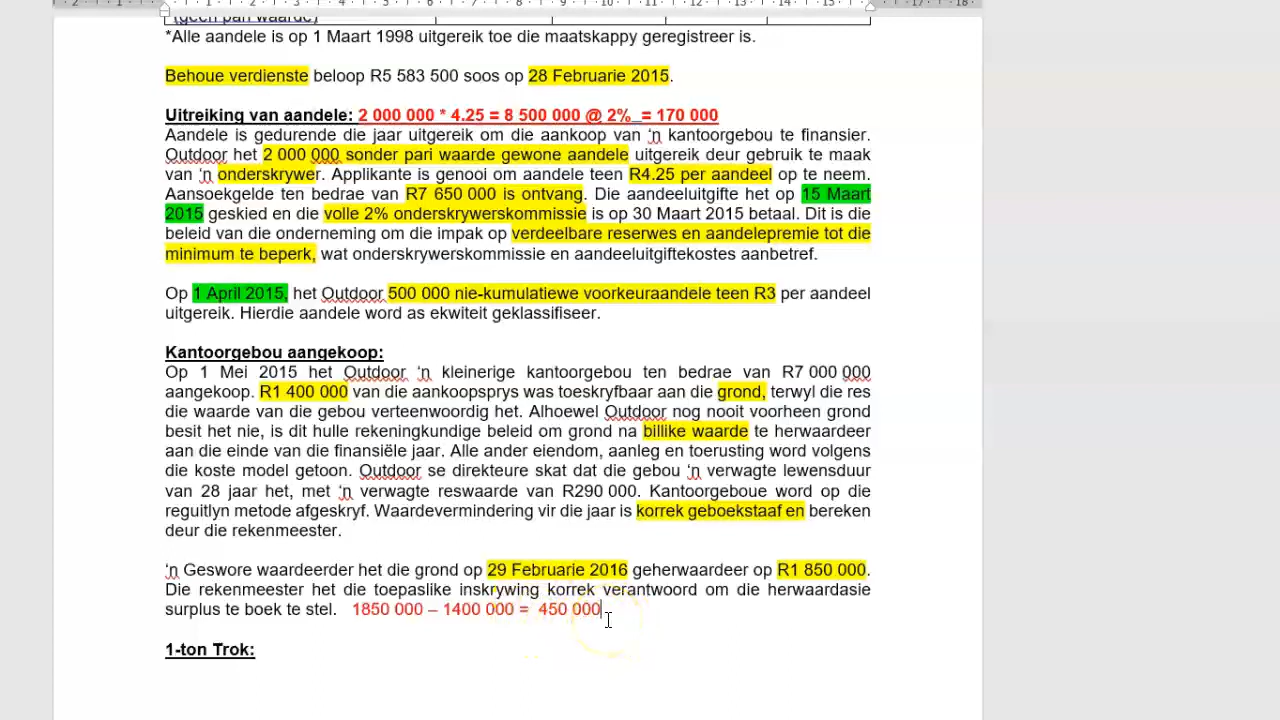 (geen pari waarde)
*Alle aandele is op 1 Maart 1998 uitgereik toe die maatskappy geregistreer is.
Behoue verdienste beloop R5 583 500 soos op 28 Februarie 2015.
Uitreiking van aandele: 2 000 000 * 4.25 = 8 500 000 @ 2% = 170 000
Aandele is gedurende die jaar uitgereik om die aankoop van ‘n kantoorgebou te finansier.
Outdoor het 2 000 000 sonder pari waarde gewone aandele uitgereik deur gebruik te maak
van ‘n onderskrywer. Applikante is genooi om aandele teen R4.25 per aandeel op te neem.
Aansoekgelde ten bedrae van R7 650 000 is ontvang. Die aandeeluitgifte het op 15 Maart
2015 geskied en die volle 2% onderskrywerskommissie is op 30 Maart 2015 betaal. Dit is die
beleid van die onderneming om die impak op verdeelbare reserwes en aandelepremie tot die
minimum te beperk, wat onderskrywerskommissie en aandeeluitgiftekostes aanbetref.
Op 1 April 2015, het Outdoor 500 000 nie-kumulatiewe voorkeuraandele teen R3 per aandeel
uitgereik. Hierdie aandele word as ekwiteit geklassifiseer.
Kantoorgebou aangekoop:
Op 1 Mei 2015 het Outdoor ‘n kleinerige kantoorgebou ten bedrae van R7 000 000
aangekoop. R1 400 000 van die aankoopsprys was toeskryfbaar aan die grond, terwyl die res
die waarde van die gebou verteenwoordig het. Alhoewel Outdoor nog nooit voorheen grond
besit het nie, is dit hulle rekeningkundige beleid om grond na billike waarde te herwaardeer
aan die einde van die finansiële jaar. Alle ander eiendom, aanleg en toerusting word volgens
die koste model getoon. Outdoor se direkteure skat dat die gebou ‘n verwagte lewensduur
van 28 jaar het, met ‘n verwagte reswaarde van R290 000. Kantoorgeboue word op die
reguitlyn metode afgeskryf. Waardevermindering vir die jaar is korrek geboekstaaf en bereken
deur die rekenmeester.
‘n Geswore waardeerder het die grond op 29 Februarie 2016 geherwaardeer op R1 850 000.
Die rekenmeester het die toepaslike inskrywing korrek verantwoord om die herwaardasie
surplus te boek te stel. 1850 000 – 1400 000 = 450 000
1-ton Trok: